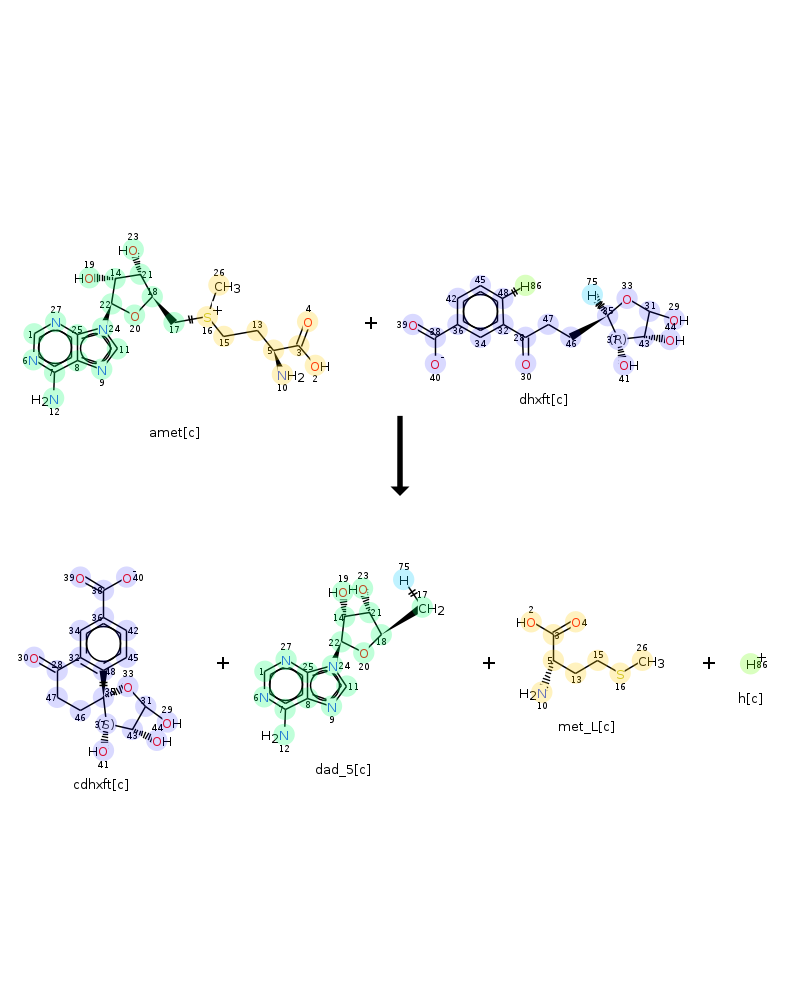 23
HO
19
HO
14
21
26
CH3
18
22
O
20
17
S
+
16
13
15
4
O
3
5
OH
2
NH2
10
27
N
1
25
N
24
11
6
N
7
8
N
9
H2N
12
amet[c]
+
45
42
48
H
86
39
O
38
36
34
32
O
-
40
28
O
30
47
46
75
H
35
33
O
31
29
OH
44
OH
37
(R)
43
OH
41
dhxft[c]
39
O
38
O
-
40
36
34
42
30
O
28
32
48
45
47
46
35
O
33
31
29
OH
37
(S)
43
44
OH
HO
41
cdhxft[c]
+
75
H
17
CH2
19
HO
23
HO
14
21
18
22
O
20
27
N
1
25
N
24
11
6
N
7
8
N
9
H2N
12
dad_5[c]
+
2
HO
O
4
3
5
15
26
CH3
13
S
16
H2N
10
met_L[c]
+
H
+
86
h[c]